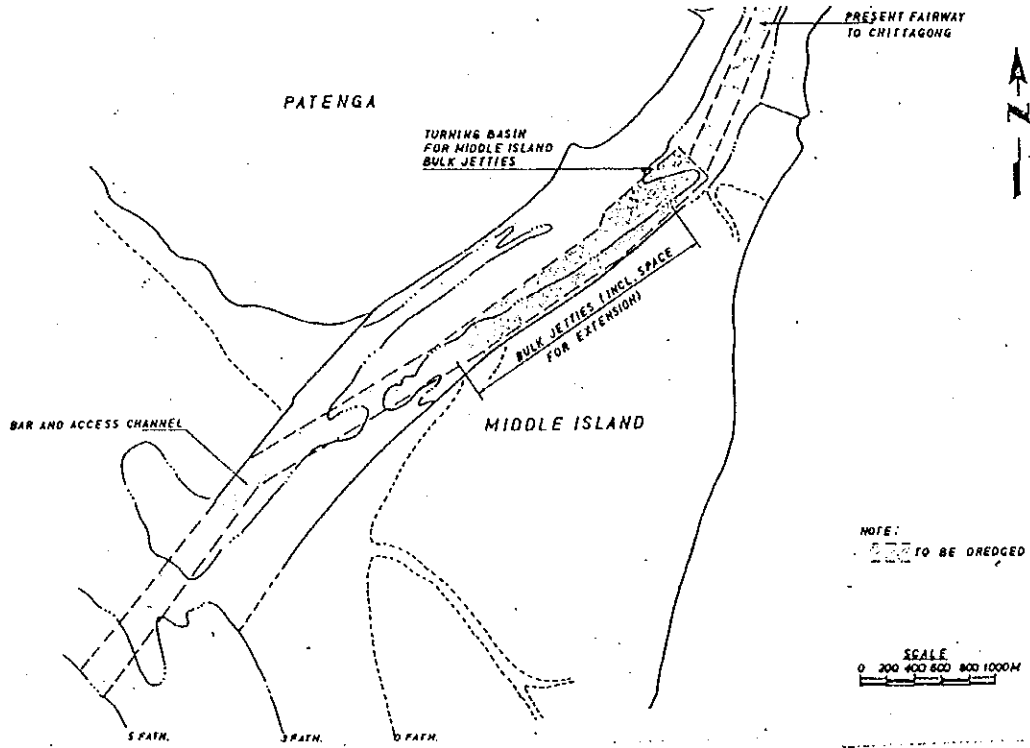 PRESENT FAIRWAY
TO CHITTAGONG
PATENGA
N
TURNING BASIN
FOR MIDDLE ISLAND
BULK JETTIES
BULK JETTIES (INCL. SPACE
FOR EXTENSION)
BAR AND ACCESS CHANNEL
MIDDLE ISLAND
NOTE:
TO BE DREDGED
SCALE
0 200 400 600 800 1000M
5 FATH.
3 FATH.
0 FATH.